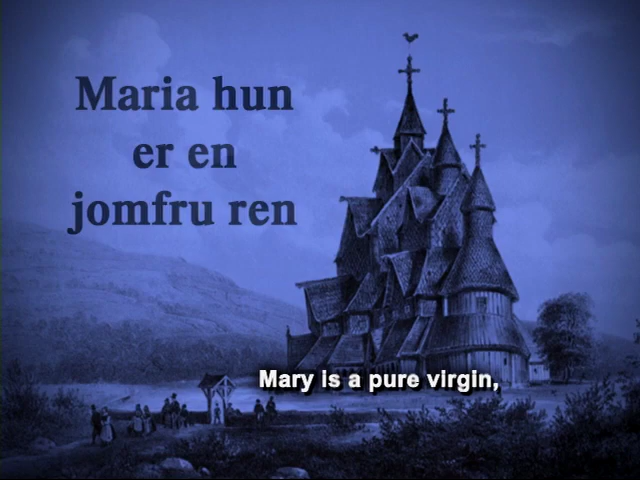 Maria hun
er en
jomfru ren
Mary is a pure virgin,